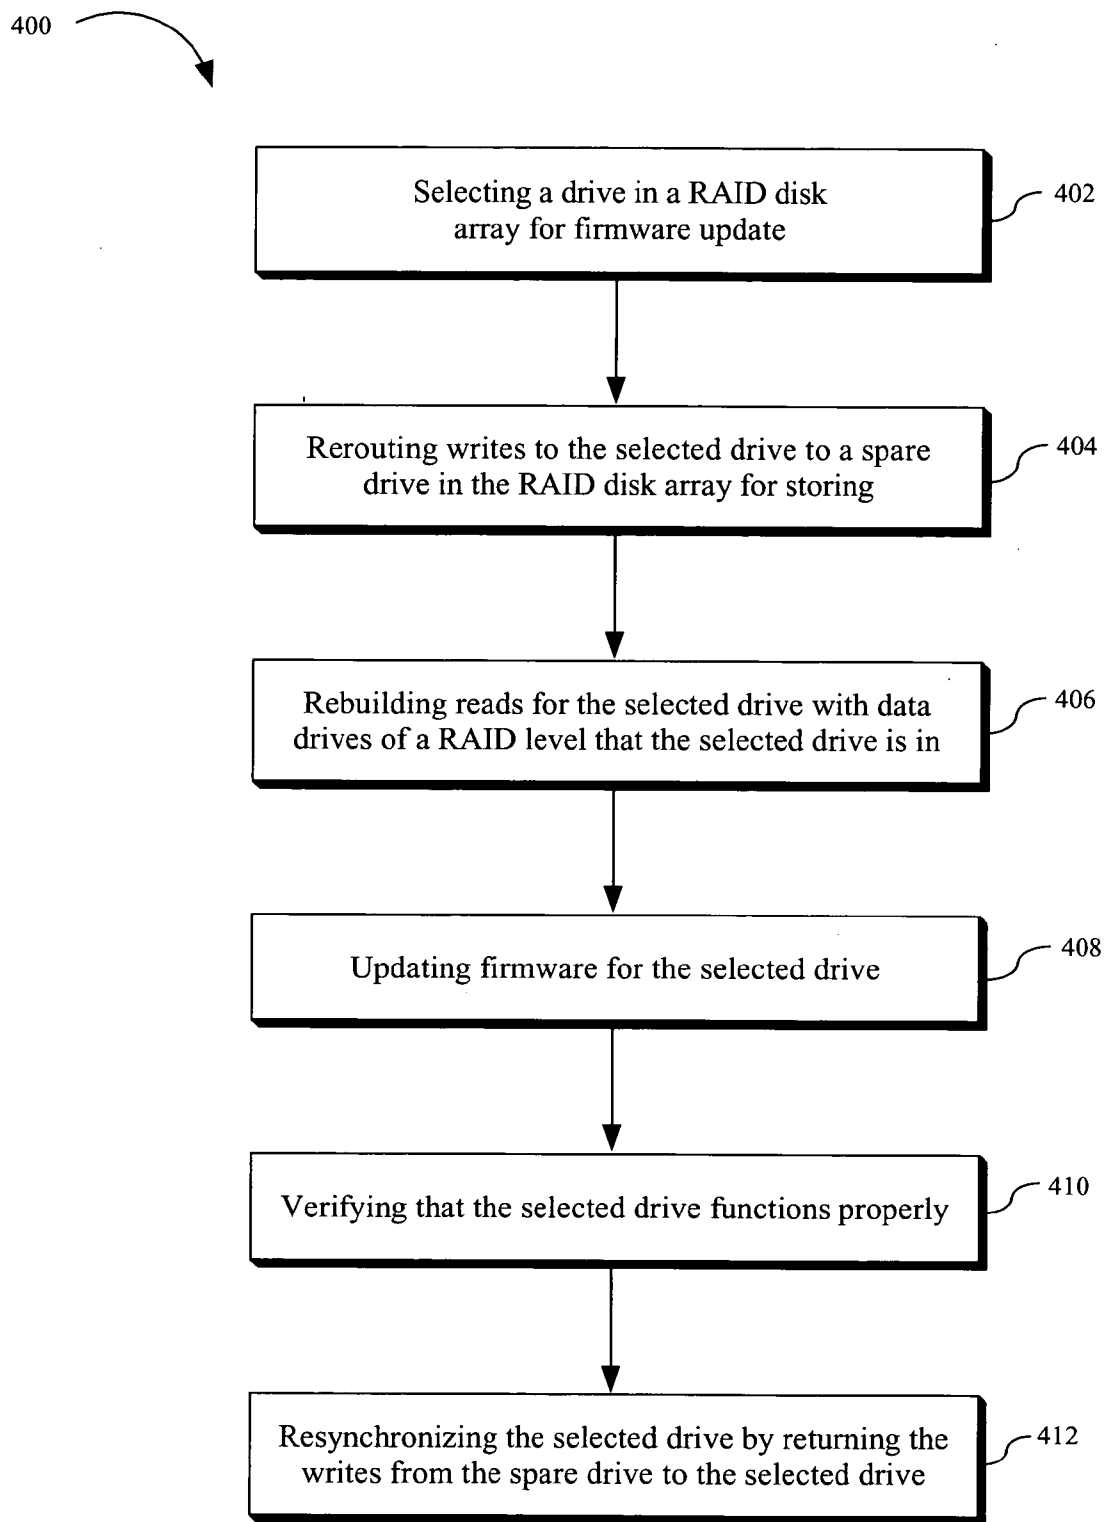 400
Selecting a drive in a RAID disk
array for firmware update
402
Rerouting writes to the selected drive to a spare
drive in the RAID disk array for storing
404
Rebuilding reads for the selected drive with data
drives of a RAID level that the selected drive is in
406
Updating firmware for the selected drive
408
Verifying that the selected drive functions properly
410
Resynchronizing the selected drive by returning the
writes from the spare drive to the selected drive
412